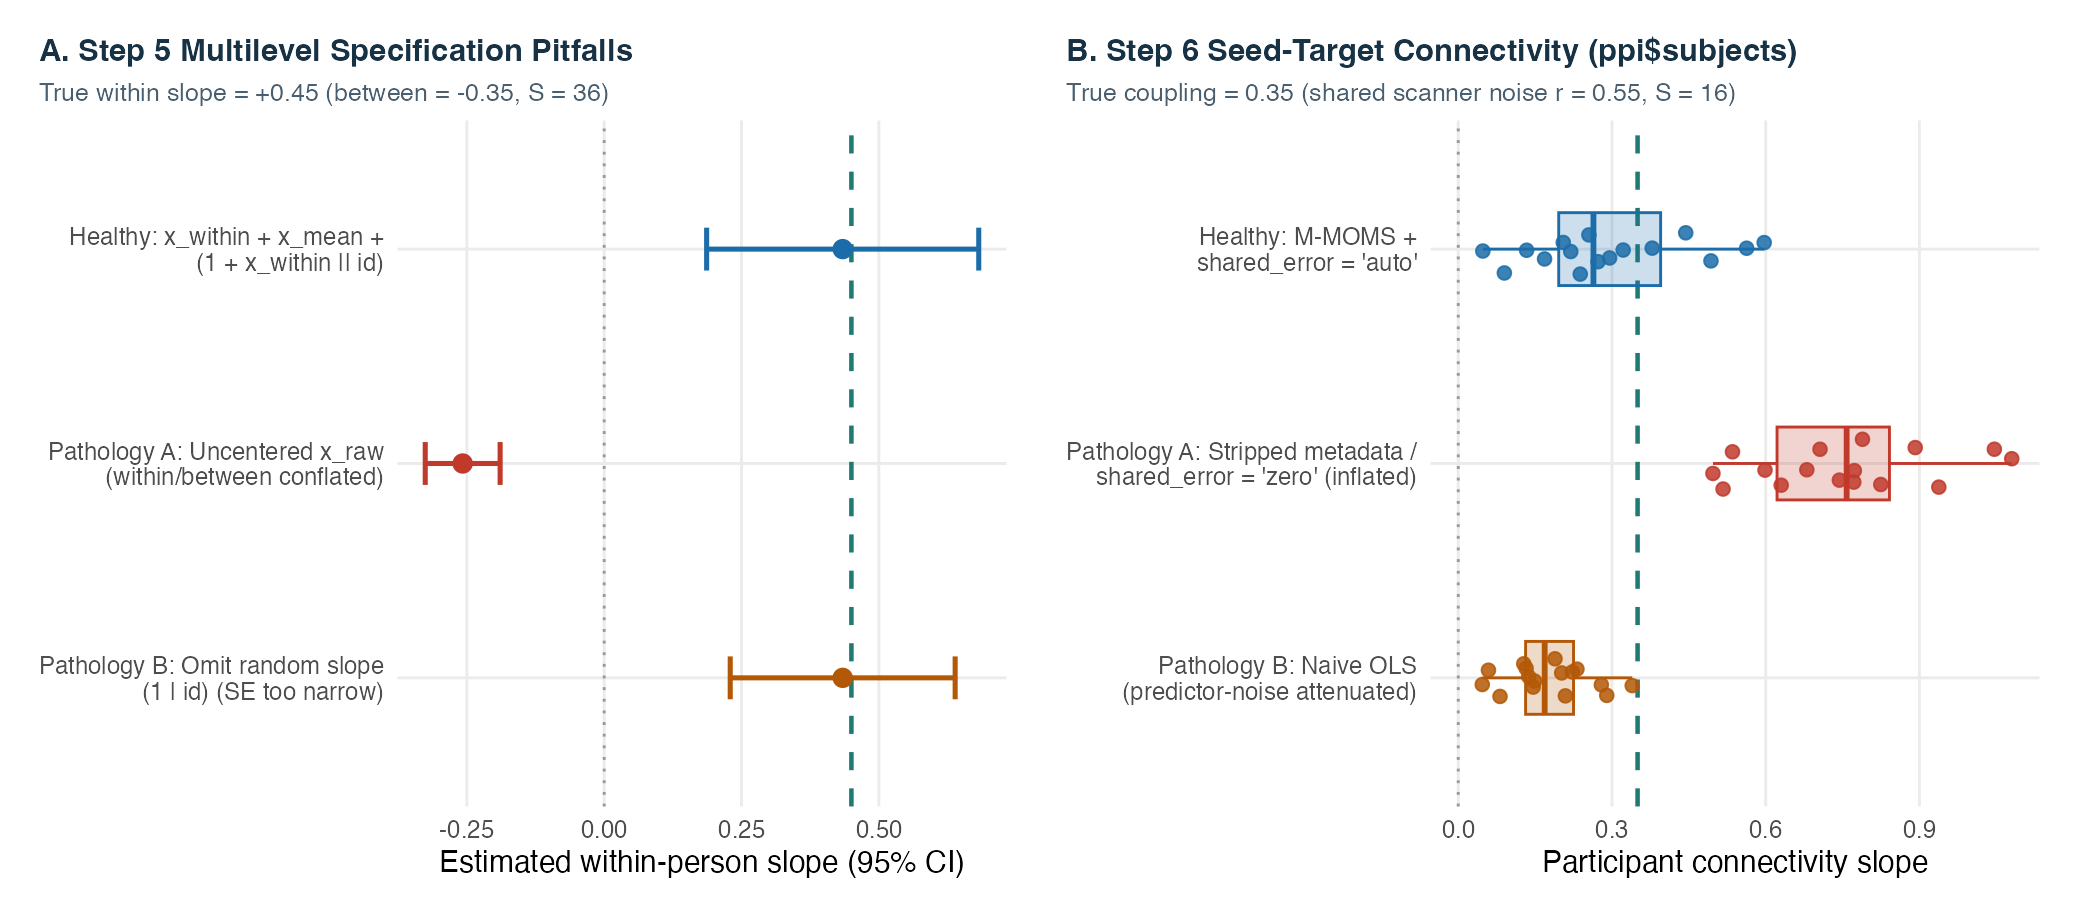 A. Step 5 Multilevel Specification Pitfalls
True within slope = +0.45 (between = -0.35, S = 36)
Healthy: x_within + x_mean +
(1 + x_within || id)
Pathology A: Uncentered x_raw
(within/between conflated)
Pathology B: Omit random slope
(1 | id) (SE too narrow)
-0.25 0.00 0.25 0.50
Estimated within-person slope (95% CI)
B. Step 6 Seed-Target Connectivity (ppi$subjects)
True coupling = 0.35 (shared scanner noise r = 0.55, S = 16)
Healthy: M-MOMS +
shared_error = 'auto'
Pathology A: Stripped metadata /
shared_error = 'zero' (inflated)
Pathology B: Naive OLS
(predictor-noise attenuated)
0.0 0.3 0.6 0.9
Participant connectivity slope